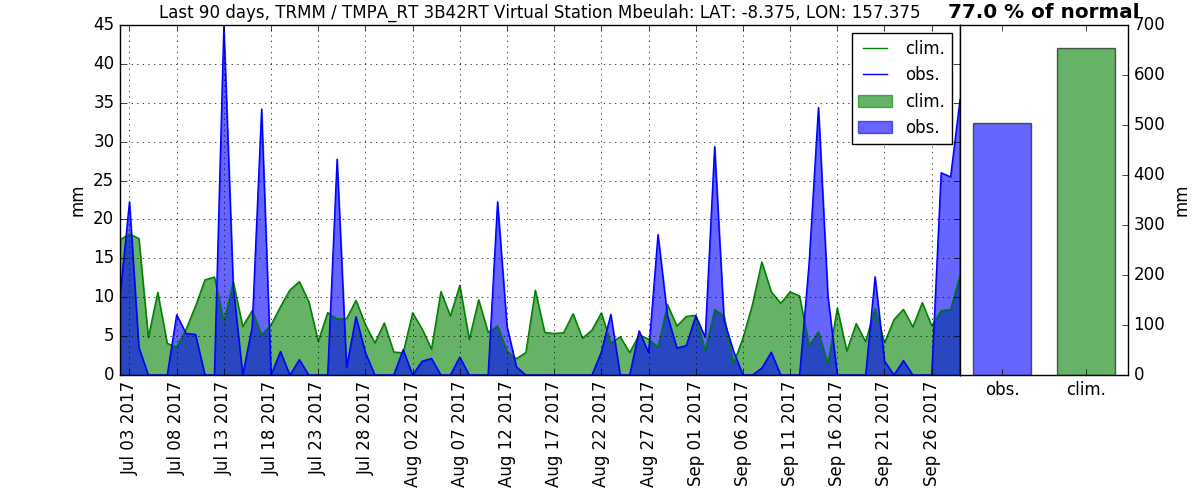 Last 90 days, TRMM / TMPA_RT 3B42RT Virtual Station Mbeulah: LAT: -8.375, LON: 157.375
77.0 % of normal
45
40
35
30
25
20
15
10
5
0
mm
clim.
obs.
clim.
obs.
Jul 03 2017
Jul 08 2017
Jul 13 2017
Jul 18 2017
Jul 23 2017
Jul 28 2017
Aug 02 2017
Aug 07 2017
Aug 12 2017
Aug 17 2017
Aug 22 2017
Aug 27 2017
Sep 01 2017
Sep 06 2017
Sep 11 2017
Sep 16 2017
Sep 21 2017
Sep 26 2017
700
600
500
400
300
200
100
0
mm
obs.
clim.